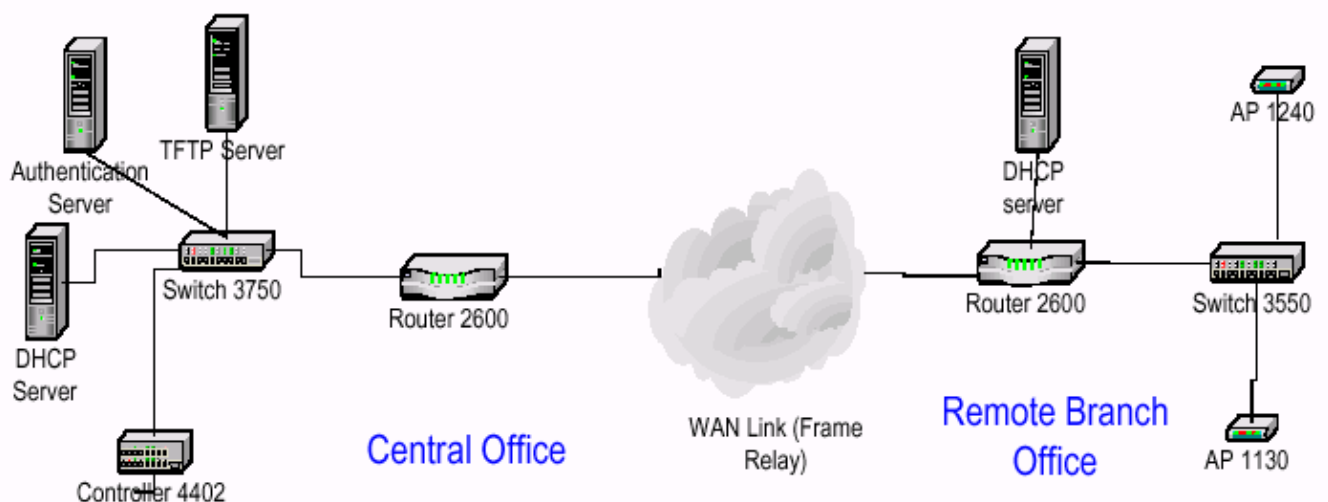 Authentication
Server
TFTP Server
DHCP
Server
Switch 3750
Controller 4402
Router 2600
Central Office
WAN Link (Frame
Relay)
DHCP
server
Router 2600
Remote Branch
Office
AP 1240
Switch 3550
AP 1130